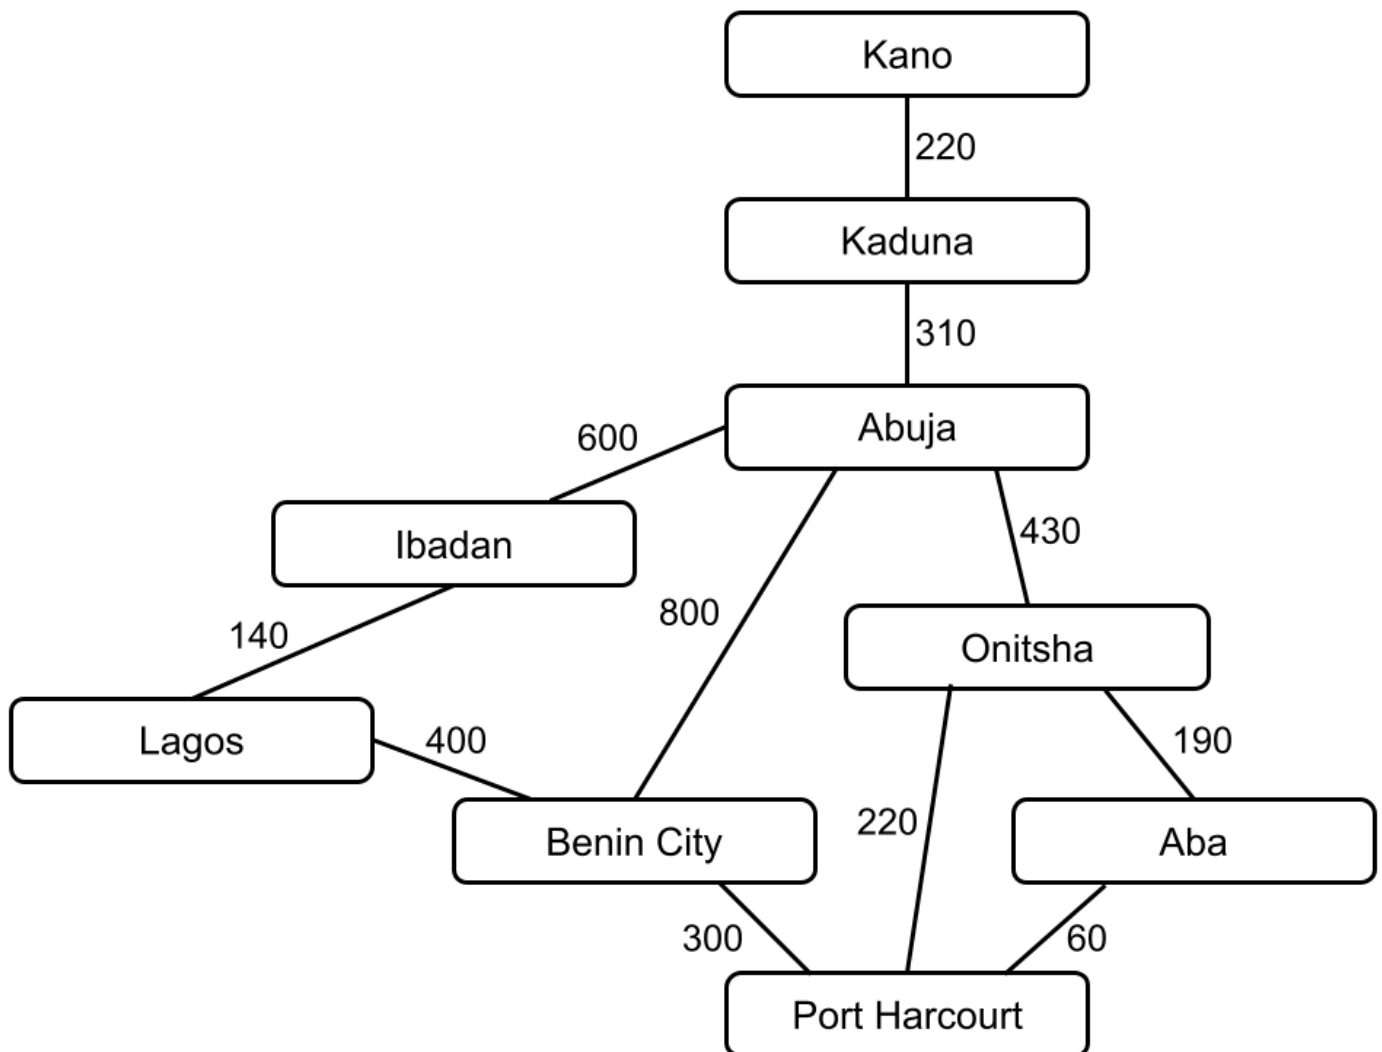 Kano
220
Kaduna
310
Abuja
600
430
Ibadan
800
140
Onitsha
Lagos
400
190
220
Benin City
Aba
300
60
Port Harcourt